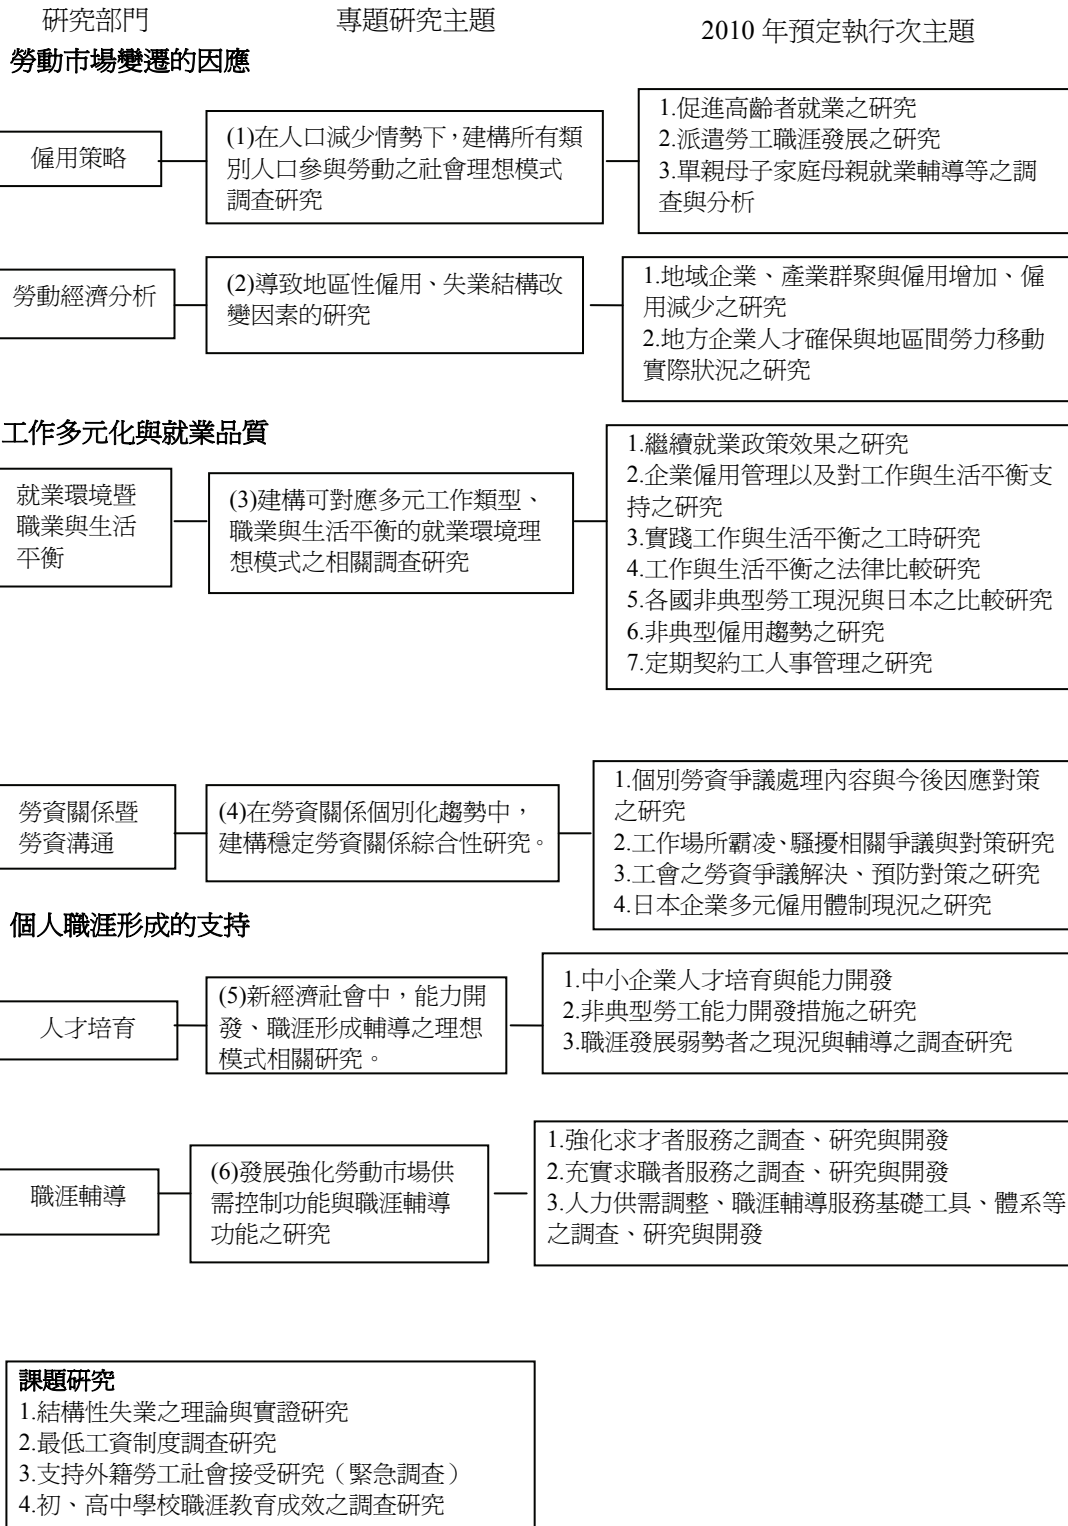 研究部門
專題研究主題
2010 年預定執行次主題
勞動市場變遷的因應
僱用策略
(1)在人口減少情勢下，建構所有類
別人口參與勞動之社會理想模式
調查研究
1.促進高齡者就業之研究
2.派遣勞工職涯發展之研究
3.單親母子家庭母親就業輔導等之調
查與分析
勞動經濟分析
(2)導致地區性僱用、失業結構改
變因素的研究
1.地域企業、產業群聚與僱用增加、僱
用減少之研究
2.地方企業人才確保與地區間勞力移動
實際狀況之研究
工作多元化與就業品質
就業環境暨
職業與生活
平衡
(3)建構可對應多元工作類型、
職業與生活平衡的就業環境理
想模式之相關調查研究
1.繼續就業政策效果之研究
2.企業僱用管理以及對工作與生活平衡支
持之研究
3.實踐工作與生活平衡之工時研究
4.工作與生活平衡之法律比較研究
5.各國非典型勞工現況與日本之比較研究
6.非典型僱用趨勢之研究
7.定期契約工人事管理之研究
勞資關係暨
勞資溝通
(4)在勞資關係個別化趨勢中，
建構穩定勞資關係綜合性研究。
1.個別勞資爭議處理內容與今後因應對策
之研究
2.工作場所霸凌、騷擾相關爭議與對策研究
3.工會之勞資爭議解決、預防對策之研究
4.日本企業多元僱用體制現況之研究
個人職涯形成的支持
人才培育
(5)新經濟社會中，能力開
發、職涯形成輔導之理想
模式相關研究。
1.中小企業人才培育與能力開發
2.非典型勞工能力開發措施之研究
3.職涯發展弱勢者之現況與輔導之調查研究
職涯輔導
(6)發展強化勞動市場供
需控制功能與職涯輔導
功能之研究
1.強化求才者服務之調查、研究與開發
2.充實求職者服務之調查、研究與開發
3.人力供需調整、職涯輔導服務基礎工具、體系等
之調查、研究與開發
課題研究
1.結構性失業之理論與實證研究
2.最低工資制度調查研究
3.支持外籍勞工社會接受研究（緊急調查）
4.初、高中學校職涯教育成效之調查研究